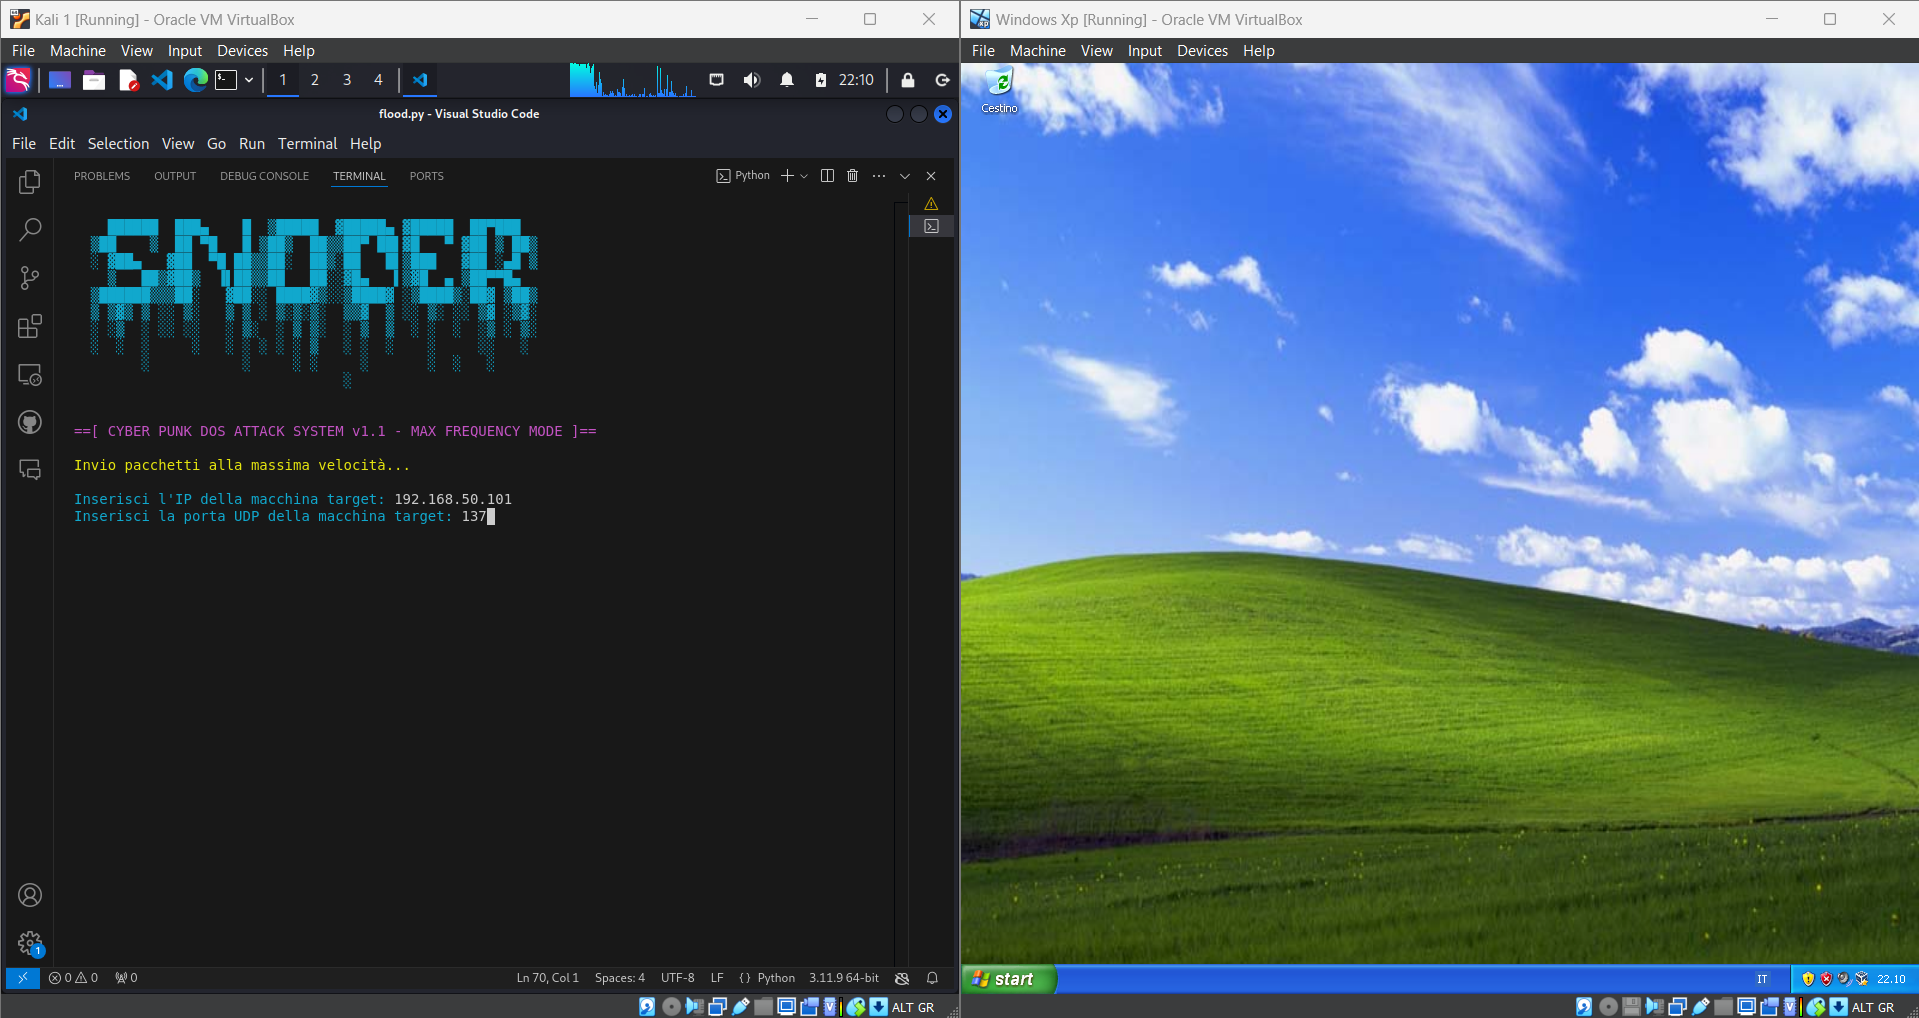 Kali 1 [Running] - Oracle VM VirtualBox
File Machine View Input Devices Help
1 2 3 4 22:10
flood.py - Visual Studio Code
File Edit Selection View Go Run Terminal Help
PROBLEMS OUTPUT DEBUG CONSOLE TERMINAL PORTS Python
==[ CYBER PUNK DOS ATTACK SYSTEM v1.1 - MAX FREQUENCY MODE ]==
Invio pacchetti alla massima velocità...
Inserisci l'IP della macchina target: 192.168.50.101
Inserisci la porta UDP della macchina target: 137
1
0 0 0 Ln 70, Col 1 Spaces: 4 UTF-8 LF {} Python 3.11.9 64-bit
ALT GR
Windows Xp [Running] - Oracle VM VirtualBox
File Machine View Input Devices Help
Cestino
start IT 22.10
ALT GR